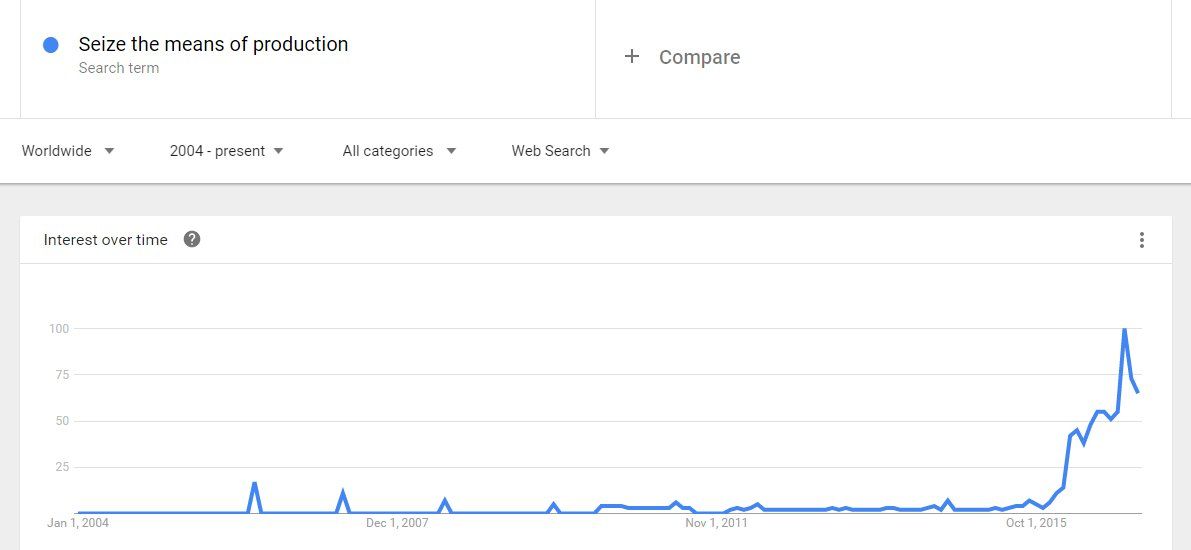 Seize the means of production
Search term
+ Compare
Worldwide 2004 - present All categories Web Search
Interest over time ?
100
75
50
25
Jan 1, 2004 Dec 1, 2007 Nov 1, 2011 Oct 1, 2015